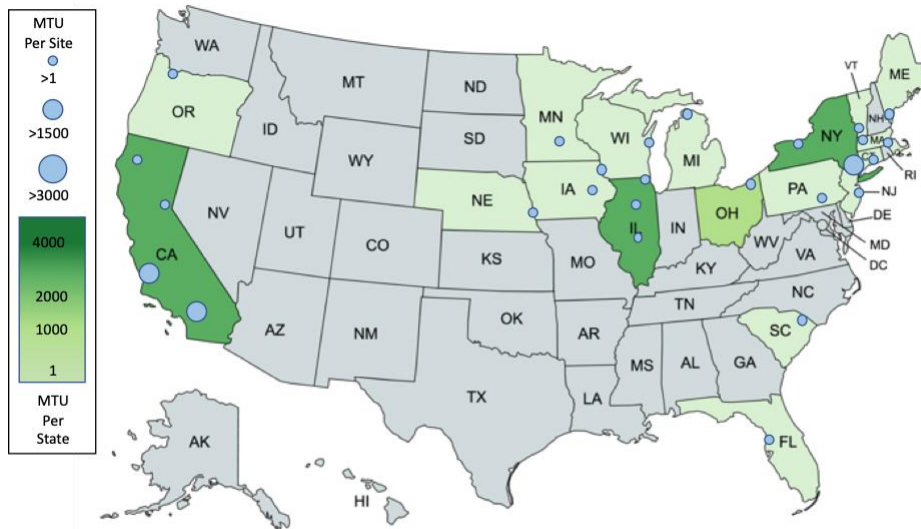 MTU
Per Site
>1
>1500
>3000
4000
2000
1000
1
MTU
Per
State
WA
OR
CA
ID
NV
AZ
MT
WY
UT
CO
NM
ND
SD
NE
KS
OK
TX
MN
IA
MO
AR
LA
WI
IL
MI
IN
OH
KY
TN
MS
AL
GA
FL
SC
NC
VA
WV
PA
NY
VT
NH
ME
MA
RI
NJ
DE
MD
DC
AK
HI